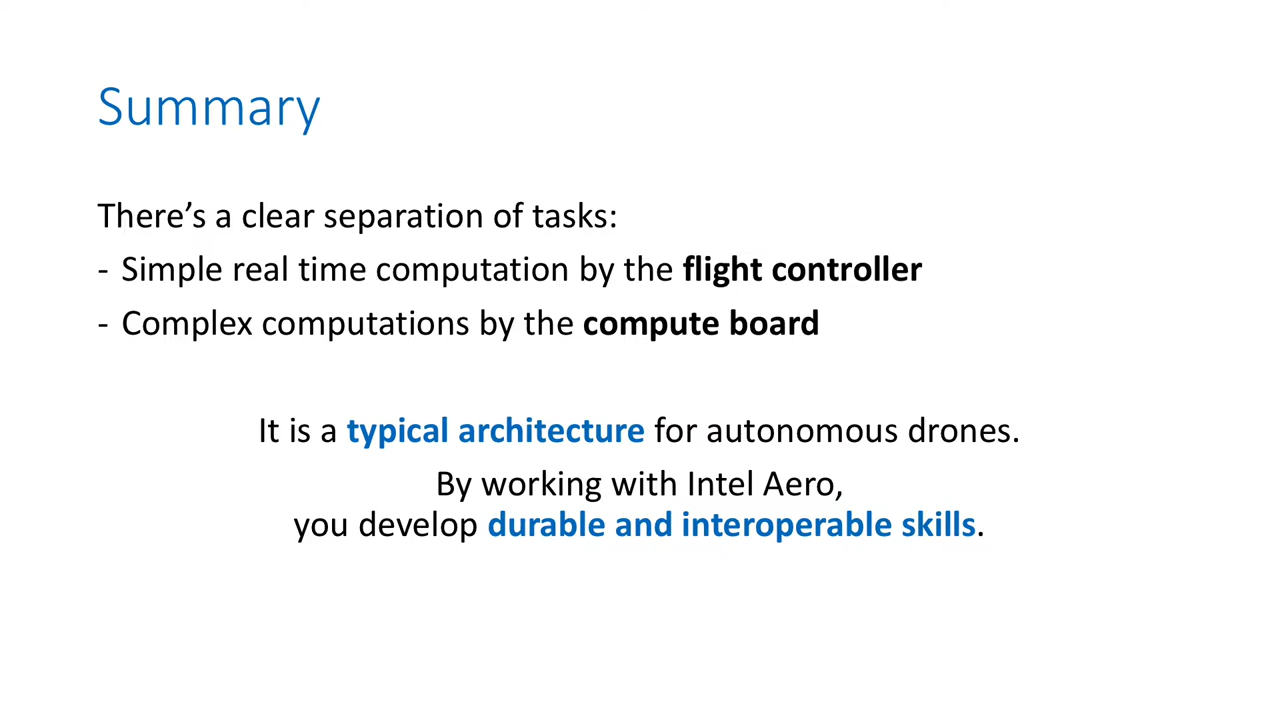 Summary
There’s a clear separation of tasks:
- Simple real time computation by the flight controller
- Complex computations by the compute board
It is a typical architecture for autonomous drones.
By working with Intel Aero,
you develop durable and interoperable skills.